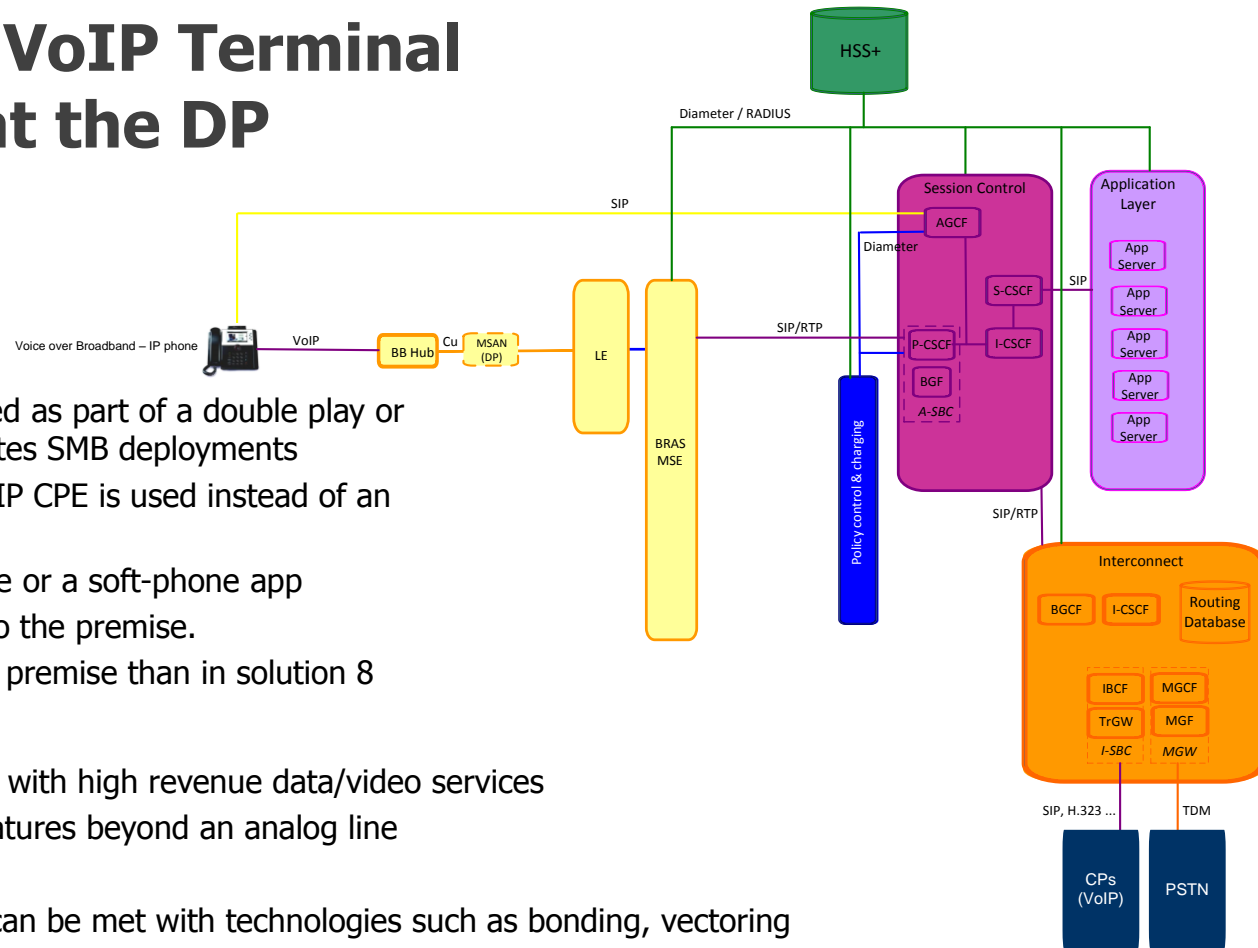 VoIP Terminal
at the DP
HSS+
Diameter / RADIUS
SIP
Session Control
AGCF
Diameter
S-CSCF
SIP
P-CSCF
I-CSCF
BGF
A-SBC
Application
Layer
App
Server
App
Server
App
Server
App
Server
App
Server
Voice over Broadband – IP phone
VoIP
BB Hub
Cu
MSAN
(DP)
LE
BRAS
MSE
SIP/RTP
Policy control & charging
ed as part of a double play or
tes SMB deployments
IP CPE is used instead of an
e or a soft-phone app
o the premise.
premise than in solution 8
with high revenue data/video services
atures beyond an analog line
can be met with technologies such as bonding, vectoring
SIP/RTP
Interconnect
BGCF
I-CSCF
Routing
Database
IBCF
MGCF
TrGW
MGF
I-SBC
MGW
SIP, H.323 ...
TDM
CPs
(VoIP)
PSTN